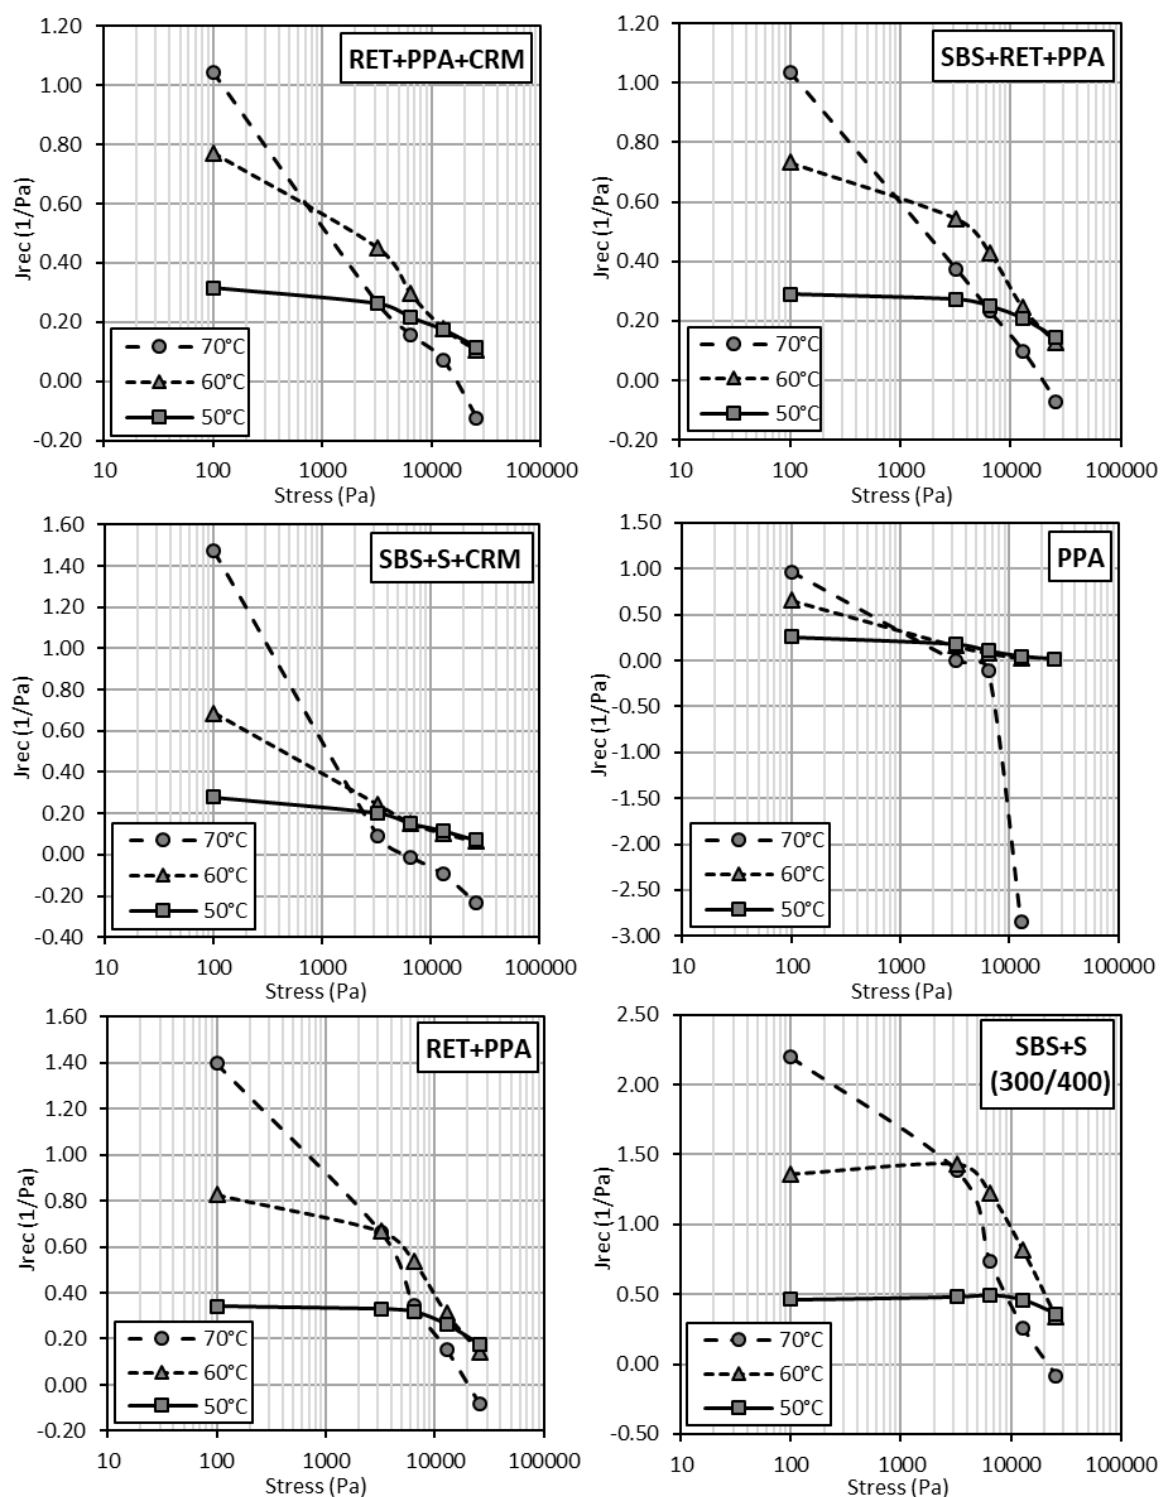 RET+PPA+CRM
Jrec (1/Pa)
1.20
1.00
0.80
0.60
0.40
0.20
0.00
-0.20
70°C
60°C
50°C
10 100 1000 10000 100000
Stress (Pa)
SBS+RET+PPA
Jrec (1/Pa)
1.20
1.00
0.80
0.60
0.40
0.20
0.00
-0.20
70°C
60°C
50°C
10 100 1000 10000 100000
Stress (Pa)
SBS+S+CRM
Jrec (1/Pa)
1.60
1.40
1.20
1.00
0.80
0.60
0.40
0.20
0.00
-0.20
-0.40
70°C
60°C
50°C
10 100 1000 10000 100000
Stress (Pa)
PPA
Jrec (1/Pa)
1.50
1.00
0.50
0.00
-0.50
-1.00
-1.50
-2.00
-2.50
-3.00
70°C
60°C
50°C
10 100 1000 10000 100000
Stress (Pa)
RET+PPA
Jrec (1/Pa)
1.60
1.40
1.20
1.00
0.80
0.60
0.40
0.20
0.00
-0.20
70°C
60°C
50°C
10 100 1000 10000 100000
Stress (Pa)
SBS+S
(300/400)
Jrec (1/Pa)
2.50
2.00
1.50
1.00
0.50
0.00
-0.50
70°C
60°C
50°C
10 100 1000 10000 100000
Stress (Pa)